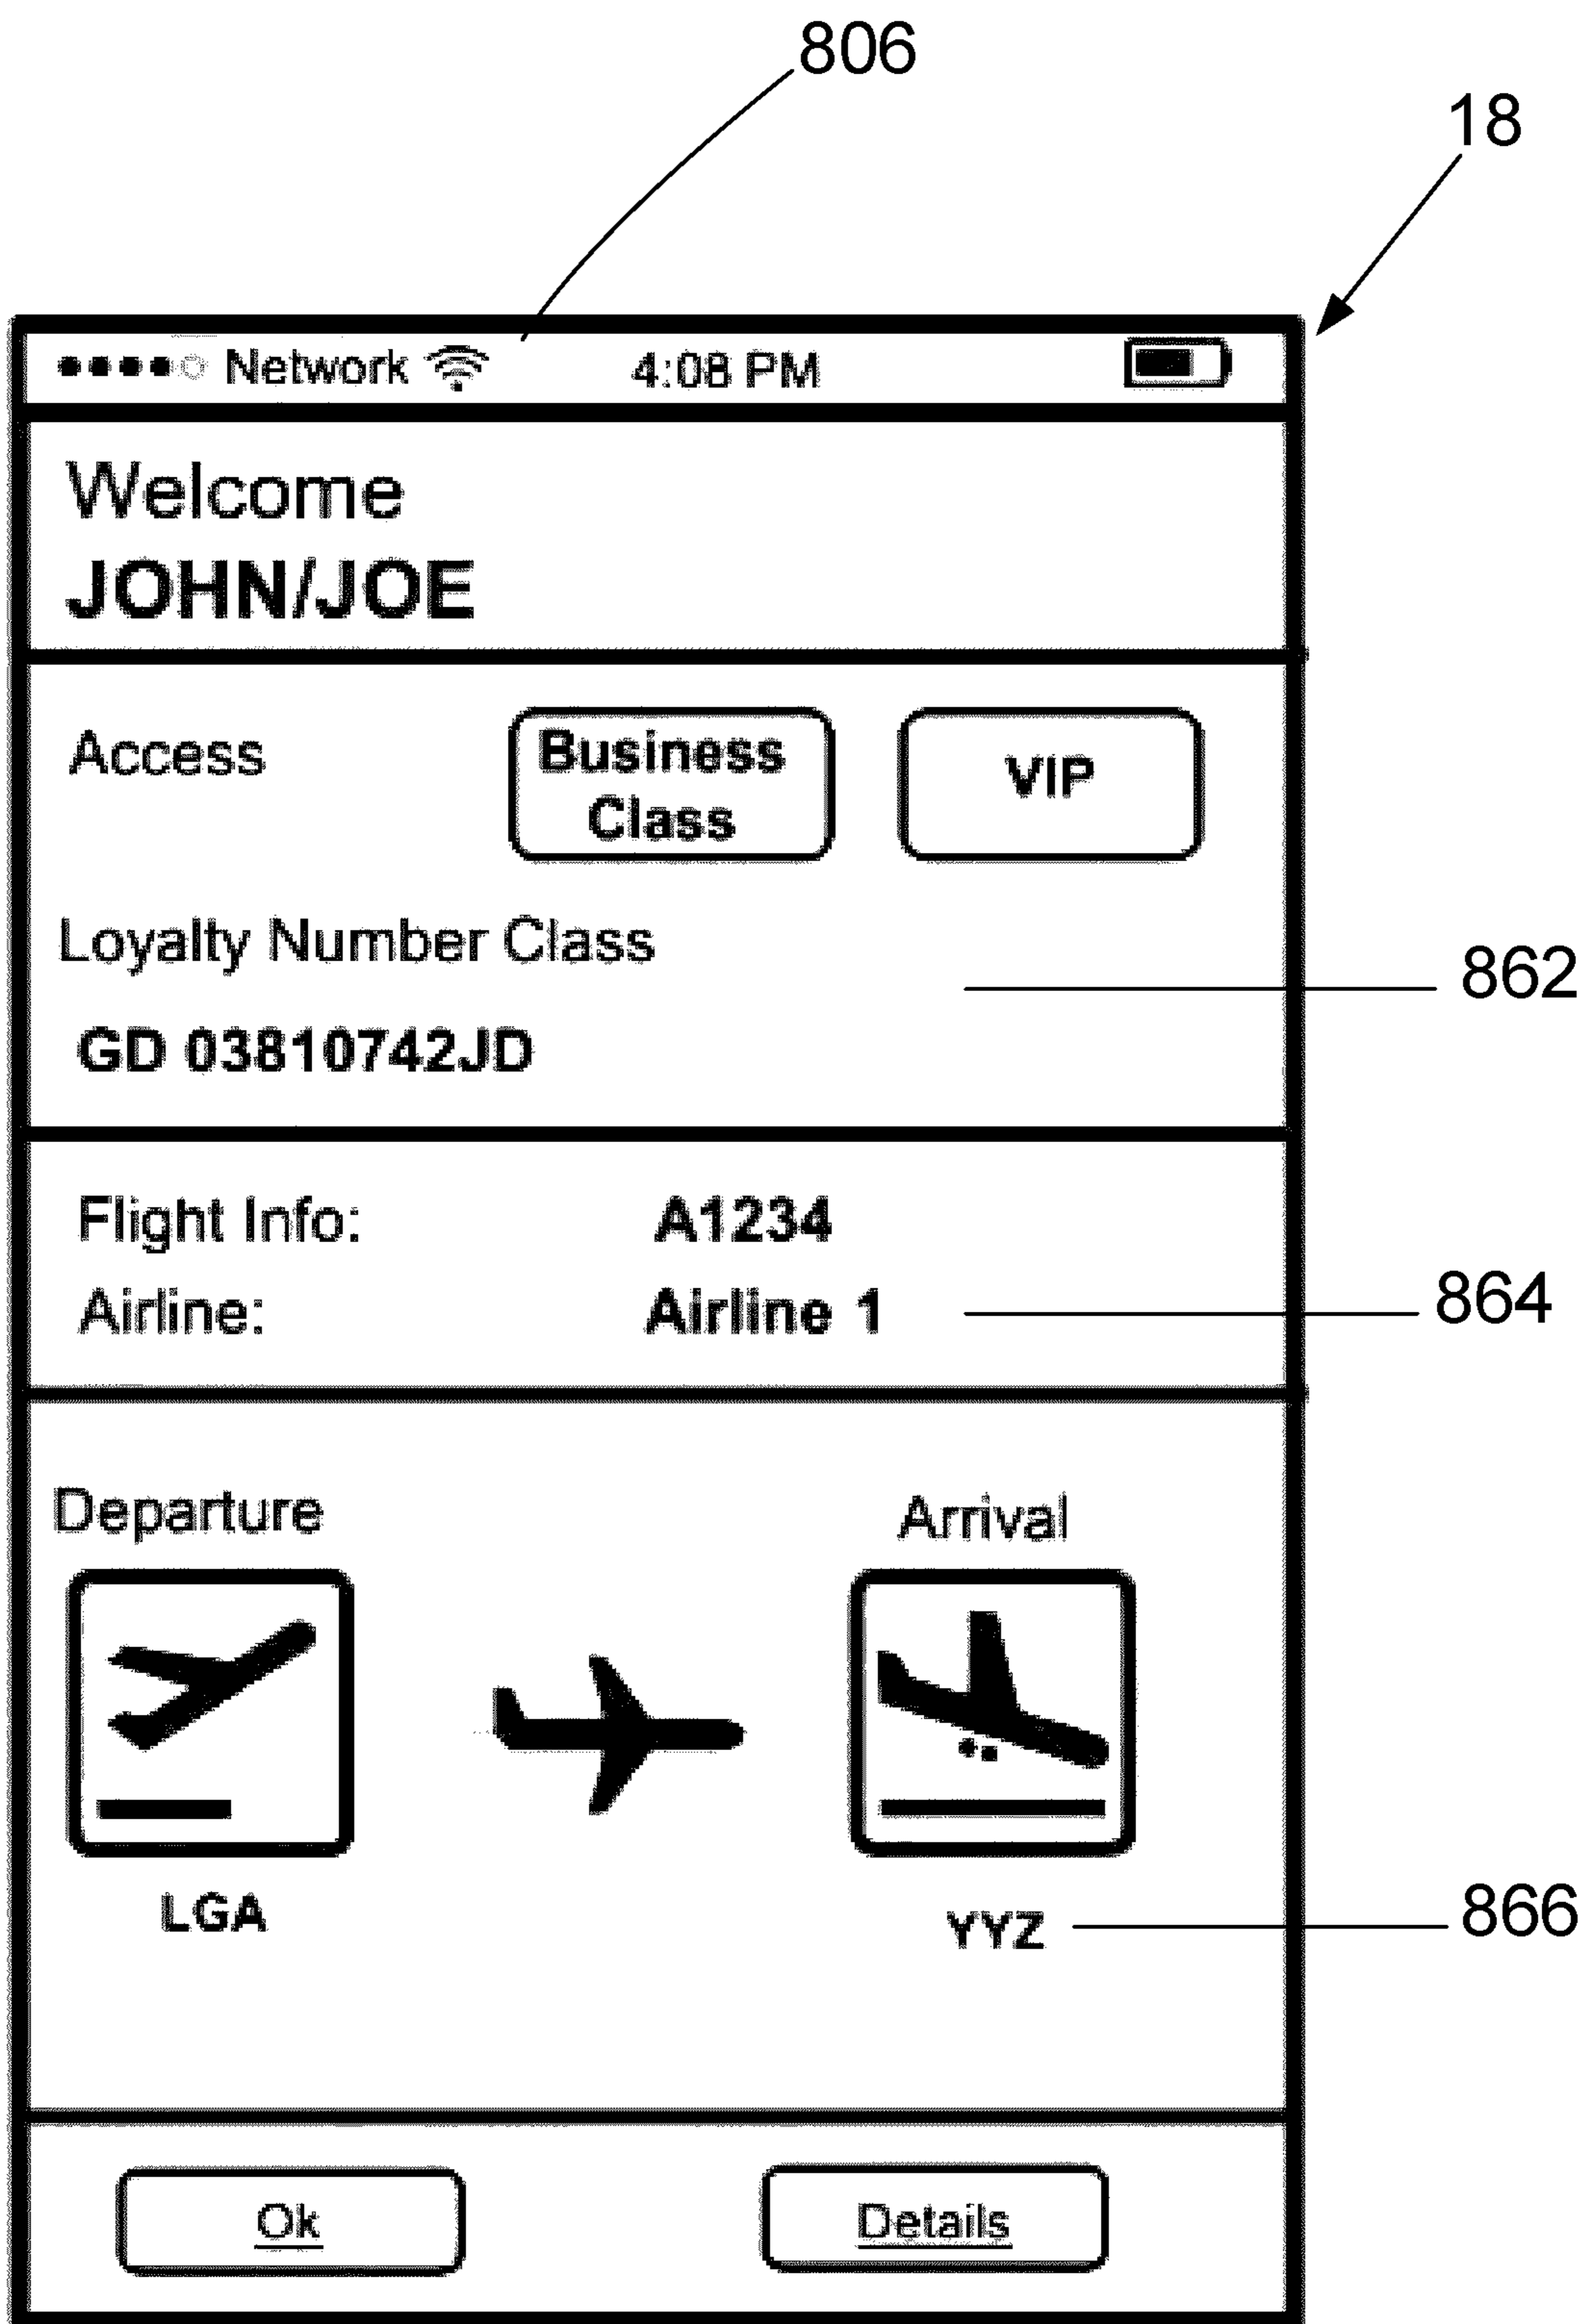 806
18
Network 4:08 PM
Welcome
JOHN/JOE
Access
Business
Class
VIP
Loyalty Number Class
862
GD 03810742JD
Flight Info: A1234
Airline: Airline 1
864
Departure Arrival
LGA YYZ
866
Ok Details